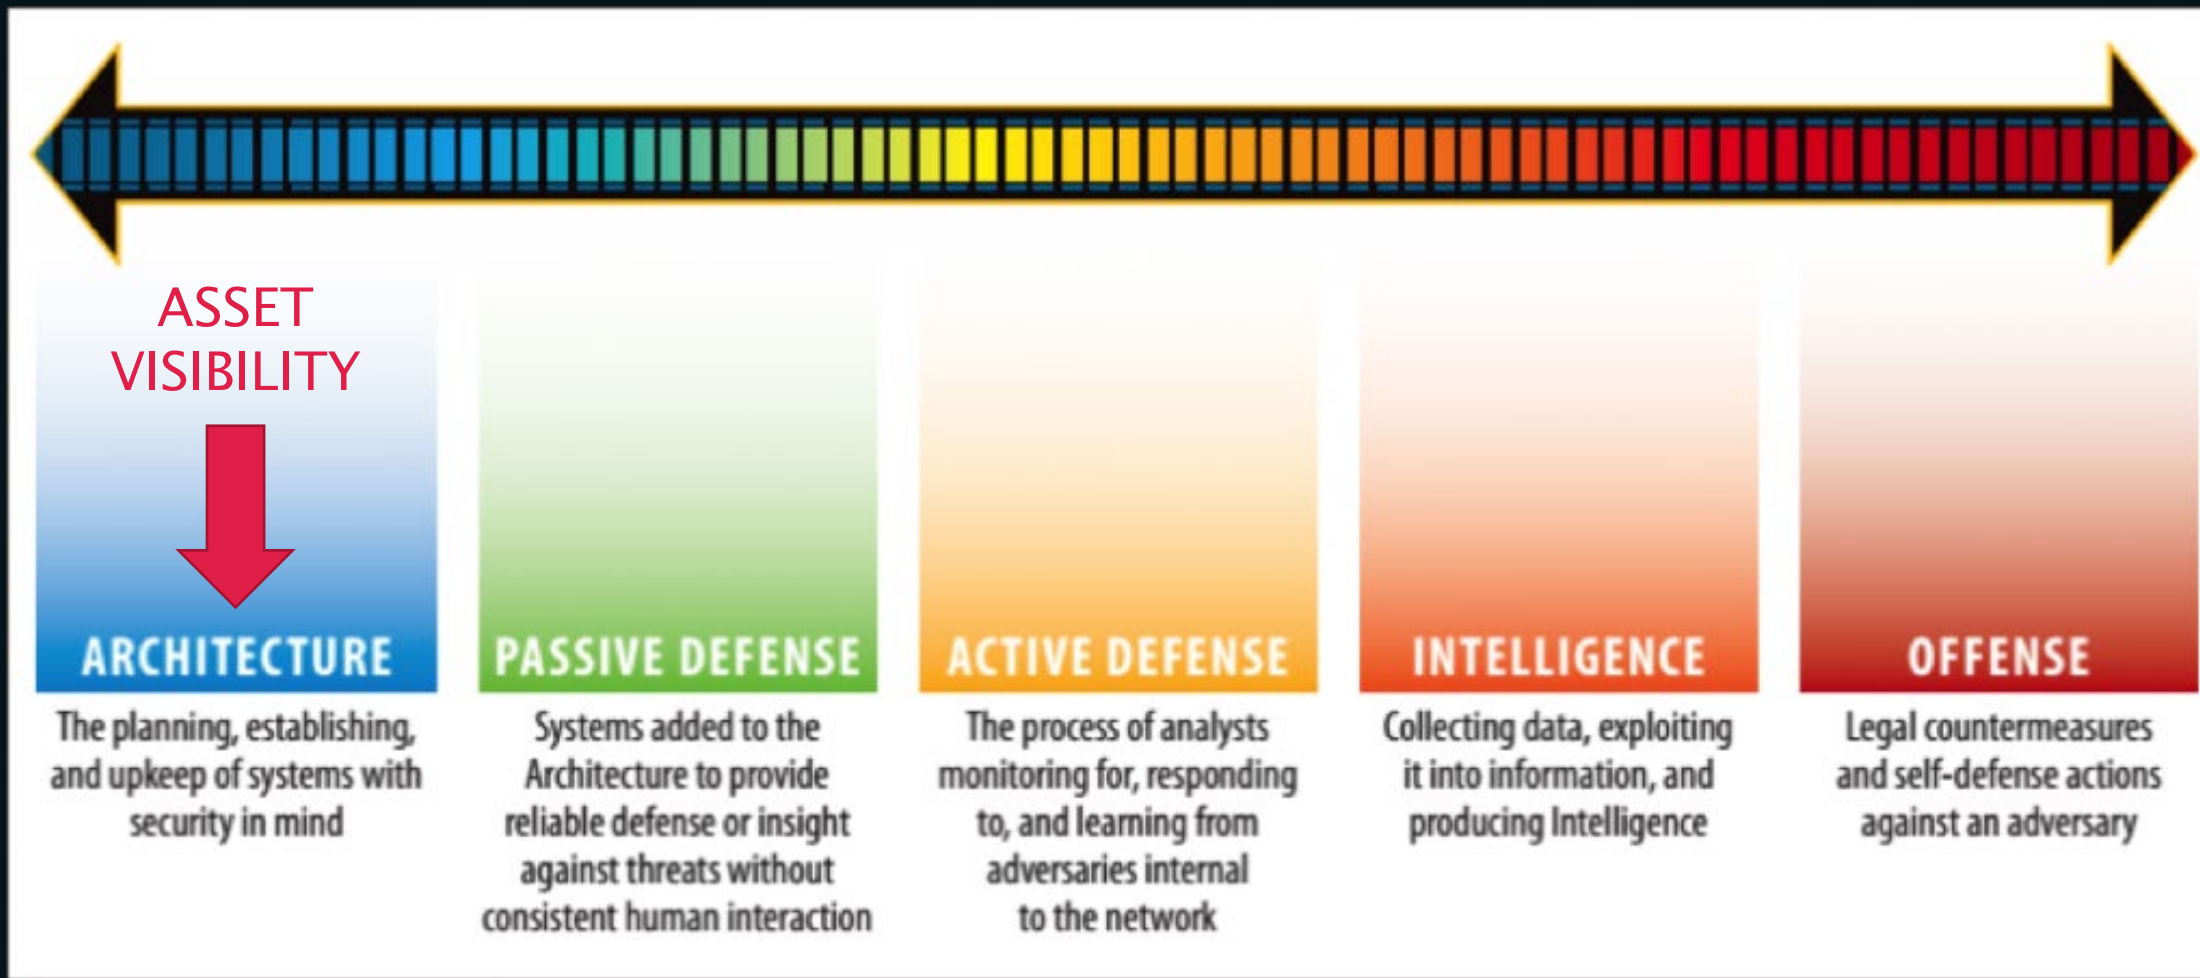 ASSET
VISIBILITY
ARCHITECTURE
The planning, establishing,
and upkeep of systems with
security in mind
PASSIVE DEFENSE
Systems added to the
Architecture to provide
reliable defense or insight
against threats without
consistent human interaction
ACTIVE DEFENSE
The process of analysts
monitoring for, responding
to, and learning from
adversaries internal
to the network
INTELLIGENCE
Collecting data, exploiting
it into information, and
producing Intelligence
OFFENSE
Legal countermeasures
and self-defense actions
against an adversary